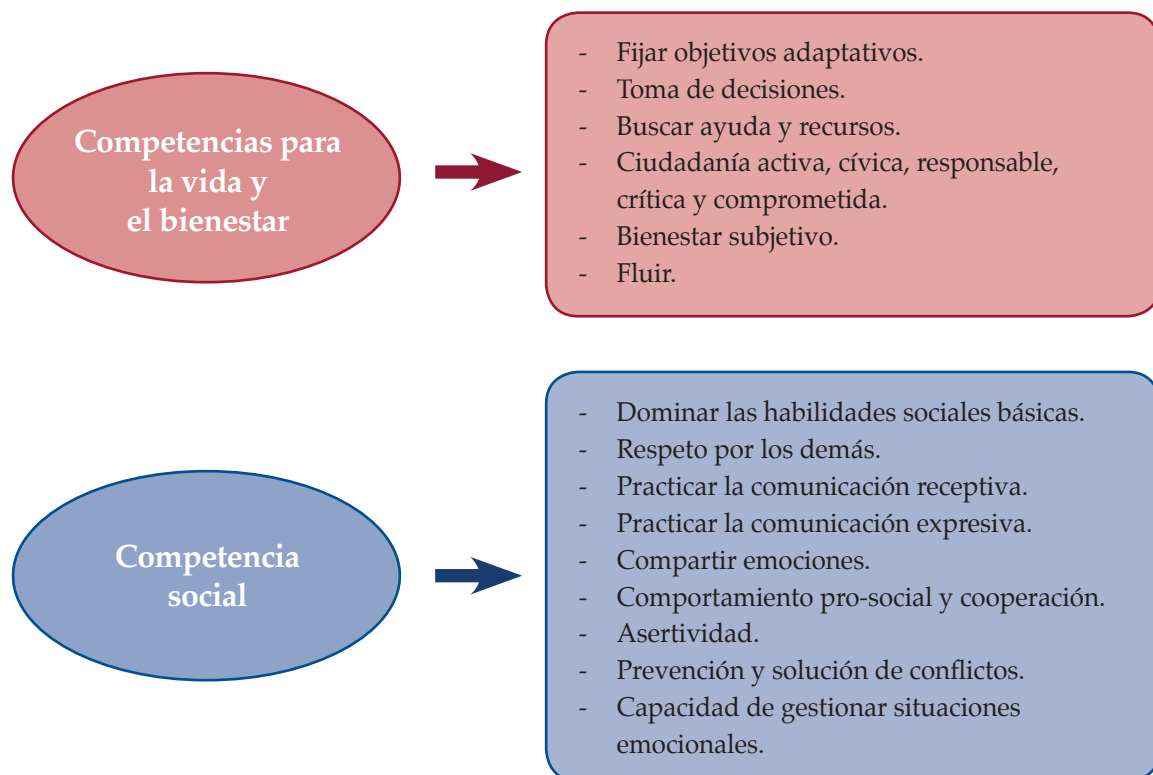 Competencias para
la vida y
el bienestar
- Fijar objetivos adaptativos.
- Toma de decisiones.
- Buscar ayuda y recursos.
- Ciudadanía activa, cívica, responsable,
crítica y comprometida.
- Bienestar subjetivo.
- Fluir.
Competencia
social
- Dominar las habilidades sociales básicas.
- Respeto por los demás.
- Practicar la comunicación receptiva.
- Practicar la comunicación expresiva.
- Compartir emociones.
- Comportamiento pro-social y cooperación.
- Asertividad.
- Prevención y solución de conflictos.
- Capacidad de gestionar situaciones
emocionales.